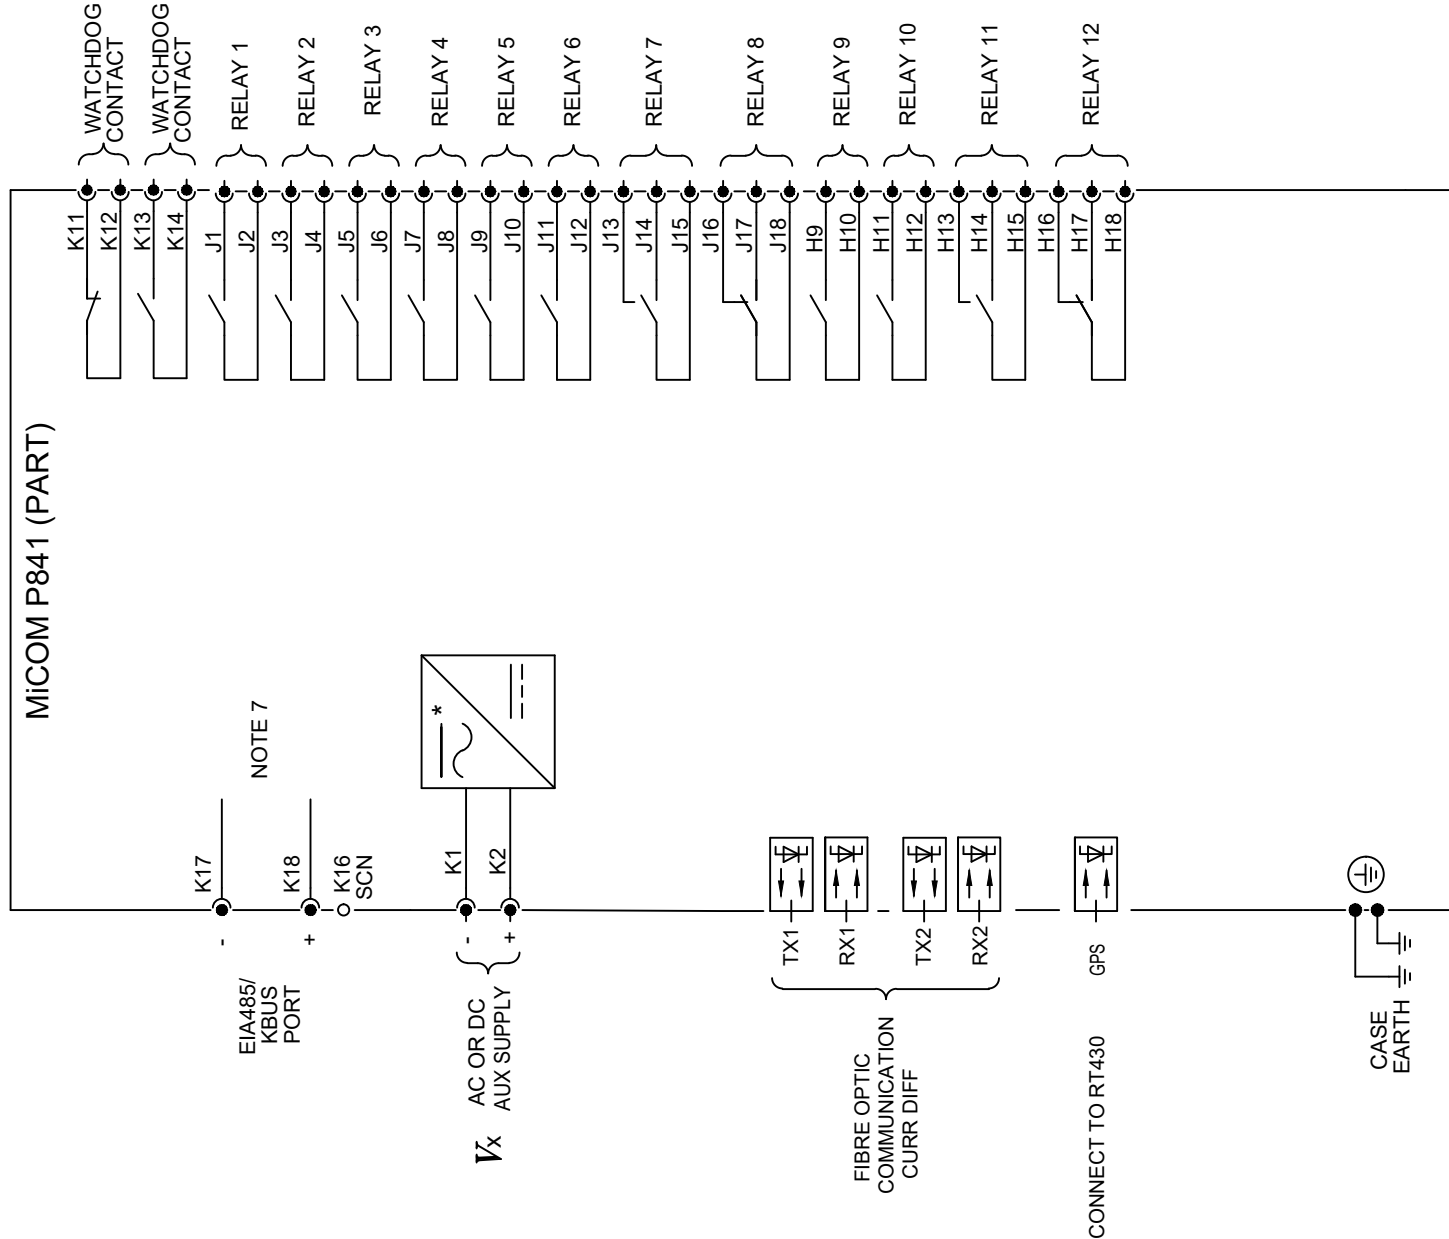 MiCOM P841 (PART)
WATCHDOG
CONTACT
WATCHDOG
CONTACT
RELAY 1
RELAY 2
RELAY 3
RELAY 4
RELAY 5
RELAY 6
RELAY 7
RELAY 8
RELAY 9
RELAY 10
RELAY 11
RELAY 12
K11
K12
K13
K14
J1
J2
J3
J4
J5
J6
J7
J8
J9
J10
J11
J12
J13
J14
J15
J16
J17
J18
H9
H10
H11
H12
H13
H14
H15
H16
H17
H18
NOTE 7
K17
K18
K16
SCN
-
+
EIA485/
KBUS
PORT
*
K1
K2
-
+
AC OR DC
AUX SUPPLY
Vx
TX1
RX1
TX2
RX2
FIBRE OPTIC
COMMUNICATION
CURR DIFF
GPS
CONNECT TO RT430
CASE
EARTH